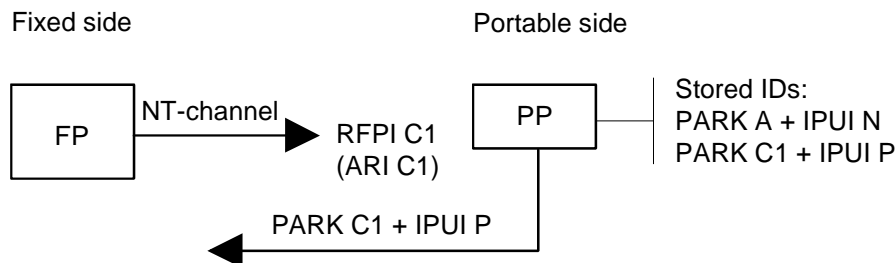 Fixed side
Portable side
FP
NT-channel
RFPI C1
(ARI C1)
PP
Stored IDs:
PARK A + IPUI N
PARK C1 + IPUI P
PARK C1 + IPUI P